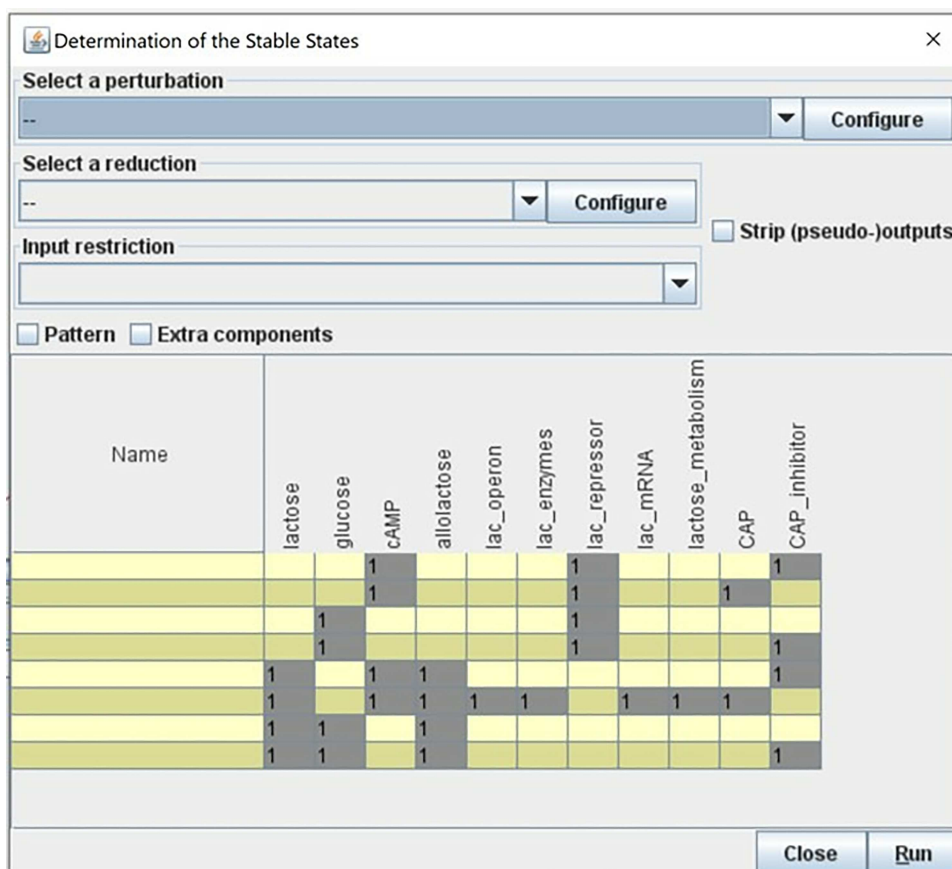 Determination of the Stable States
Select a perturbation
--
Configure
Select a reduction
--
Configure
Strip (pseudo-)outputs
Input restriction
Pattern
Extra components
Name
lactose
glucose
cAMP
allolactose
lac_operon
lac_enzymes
lac_repressor
lac_mRNA
lactose_metabolism
CAP
CAP_inhibitor
1 1 1
1 1 1
1 1
1 1 1
1 1 1 1
1 1 1 1 1 1 1 1
1 1 1
1 1 1 1
Close
Run